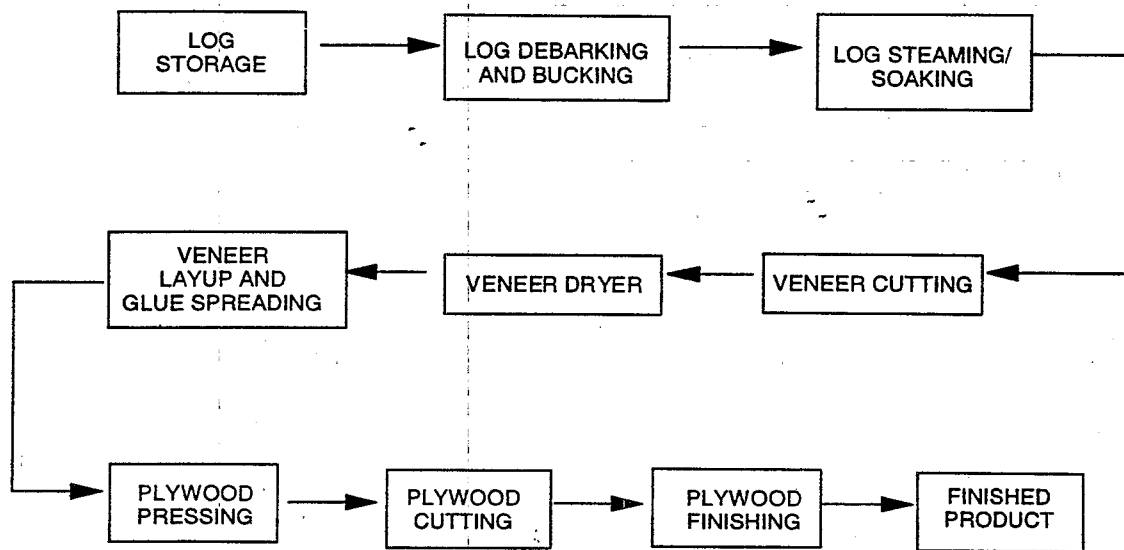 LOG
STORAGE
LOG DEBARKING
AND BUCKING
LOG STEAMING/
SOAKING
VENEER
LAYUP AND
GLUE SPREADING
VENEER DRYER
VENEER CUTTING
PLYWOOD
PRESSING
PLYWOOD
CUTTING
PLYWOOD
FINISHING
FINISHED
PRODUCT